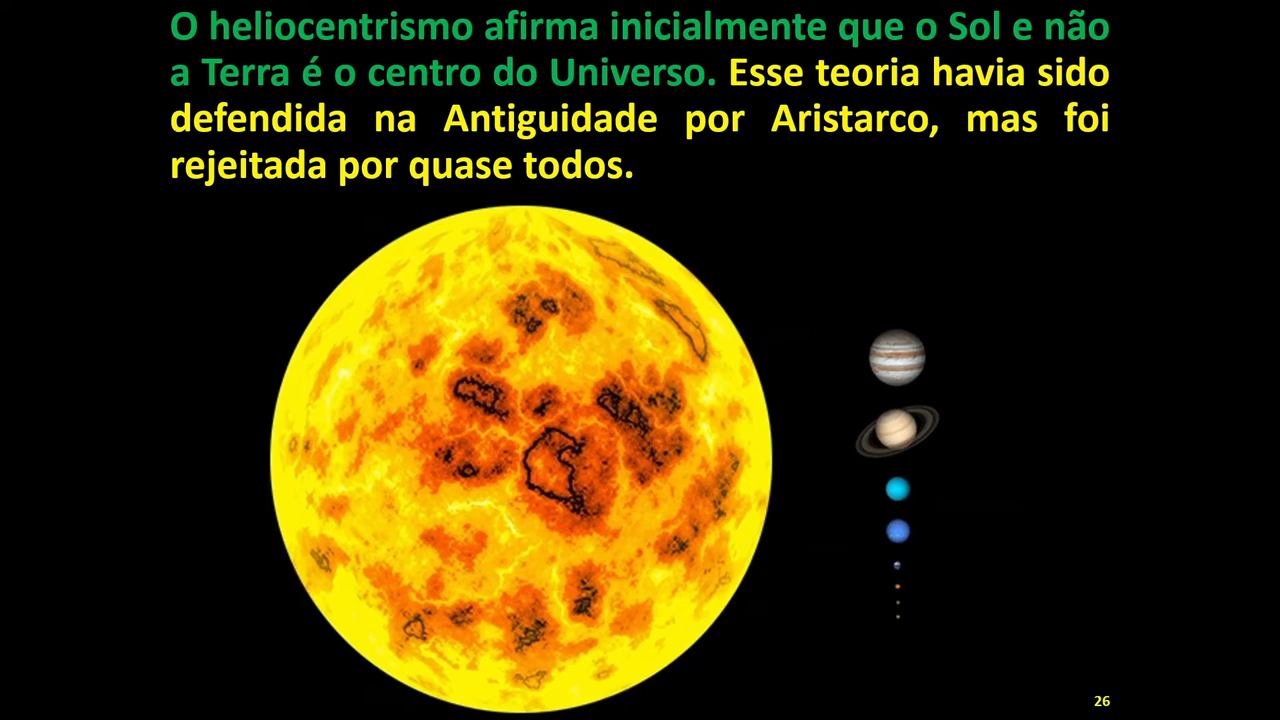 O heliocentrismo afirma inicialmente que o Sol e não
a Terra é o centro do Universo. Esse teoria havia sido
defendida na Antiguidade por Aristarco, mas foi
rejeitada por quase todos.
26